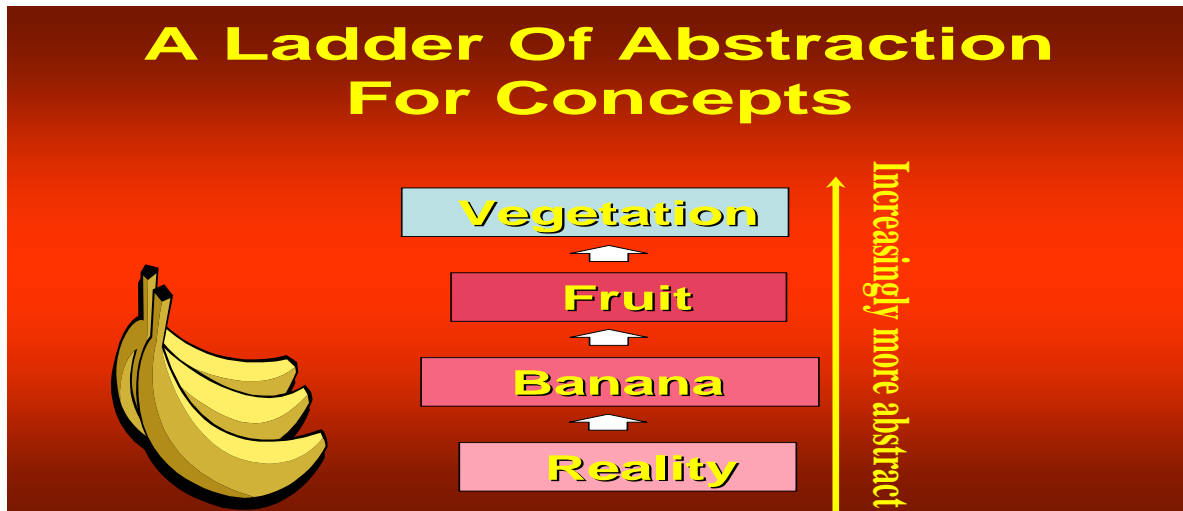 A Ladder Of Abstraction
For Concepts
Vegetation
Fruit
Banana
Reality
Increasingly more abstract